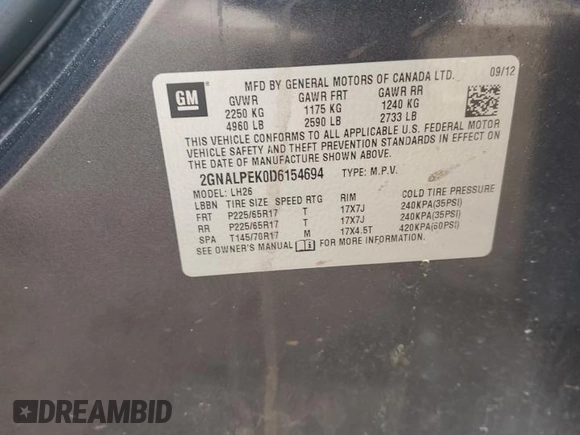 GM
MFD BY GENERAL MOTORS OF CANADA LTD. 09/12
GVWR GAWR FRT GAWR RR
2250 KG 1175 KG 1240 KG
4960 LB 2590 LB 2733 LB
THIS VEHICLE CONFORMS TO ALL APPLICABLE U.S. FEDERAL MOTOR
VEHICLE SAFETY, BUMPER, AND THEFT PREVENTION STANDARDS IN EFFECT ON
THE DATE OF MANUFACTURE SHOWN ABOVE.
2GNALPEK0D6154694 TYPE: M.P.V.
MODEL: LH26
LBBN TIRE SIZE SPEED RTG RIM COLD TIRE PRESSURE
FRT P225/65R17 T 17X7J 240KPA(35PSI)
RR P225/65R17 T 17X7J 240KPA(35PSI)
SPA T145/70R17 M 17X4.5T 420KPA(60PSI)
SEE OWNER'S MANUAL FOR MORE INFORMATION.
DREAMBID